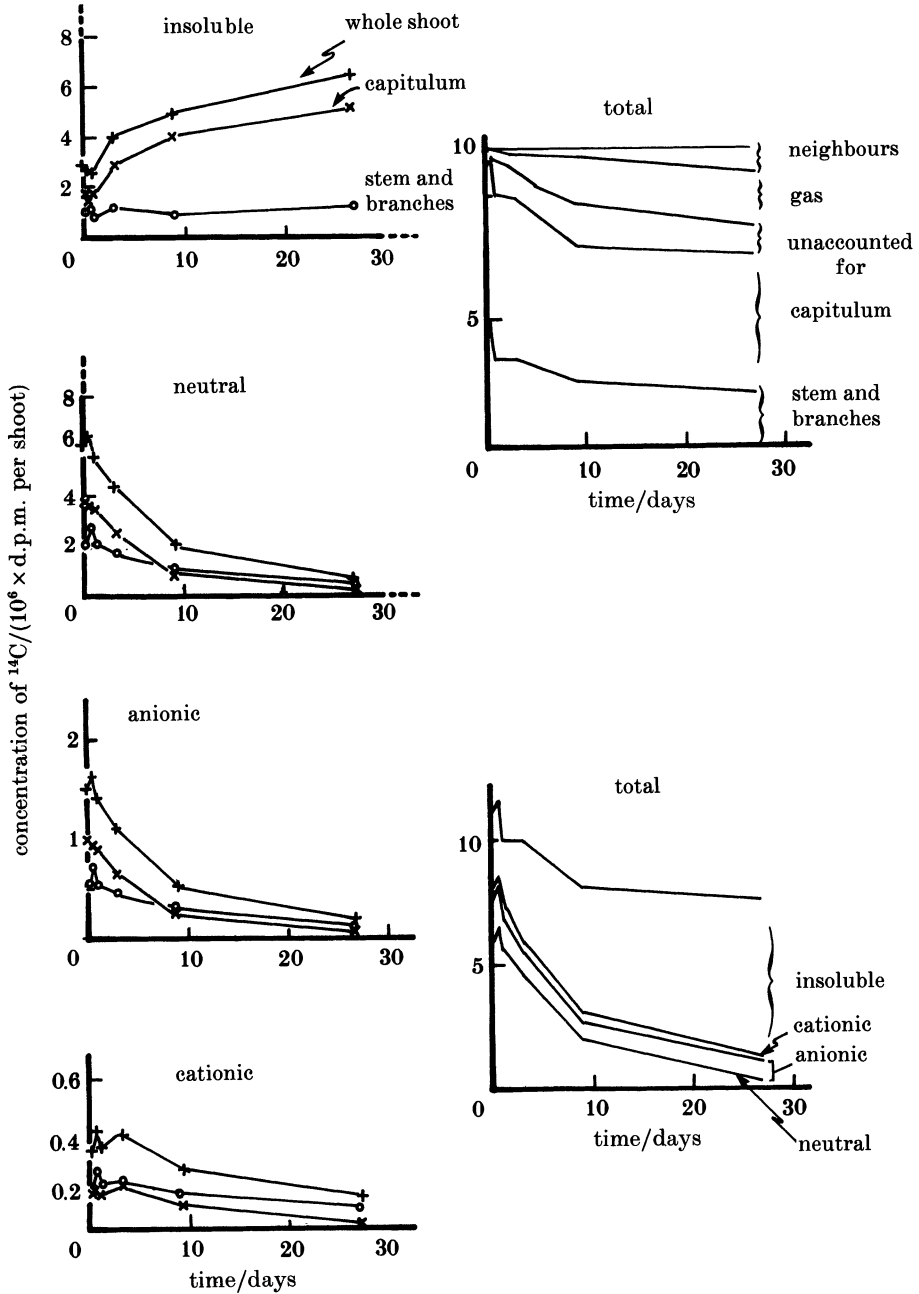 insoluble
whole shoot
capitulum
stem and
branches
8
6
4
2
0
10
20
30
neutral
8
6
4
2
0
10
20
30
anionic
2
1
0
10
20
30
cationic
0.6
0.4
0.2
0
10
20
30
time/days
concentration of ¹⁴C/(10⁶ × d.p.m. per shoot)
total
10
5
0
10
20
30
time/days
neighbours
gas
unaccounted
for
capitulum
stem and
branches
total
10
5
0
10
20
30
time/days
insoluble
cationic
anionic
neutral